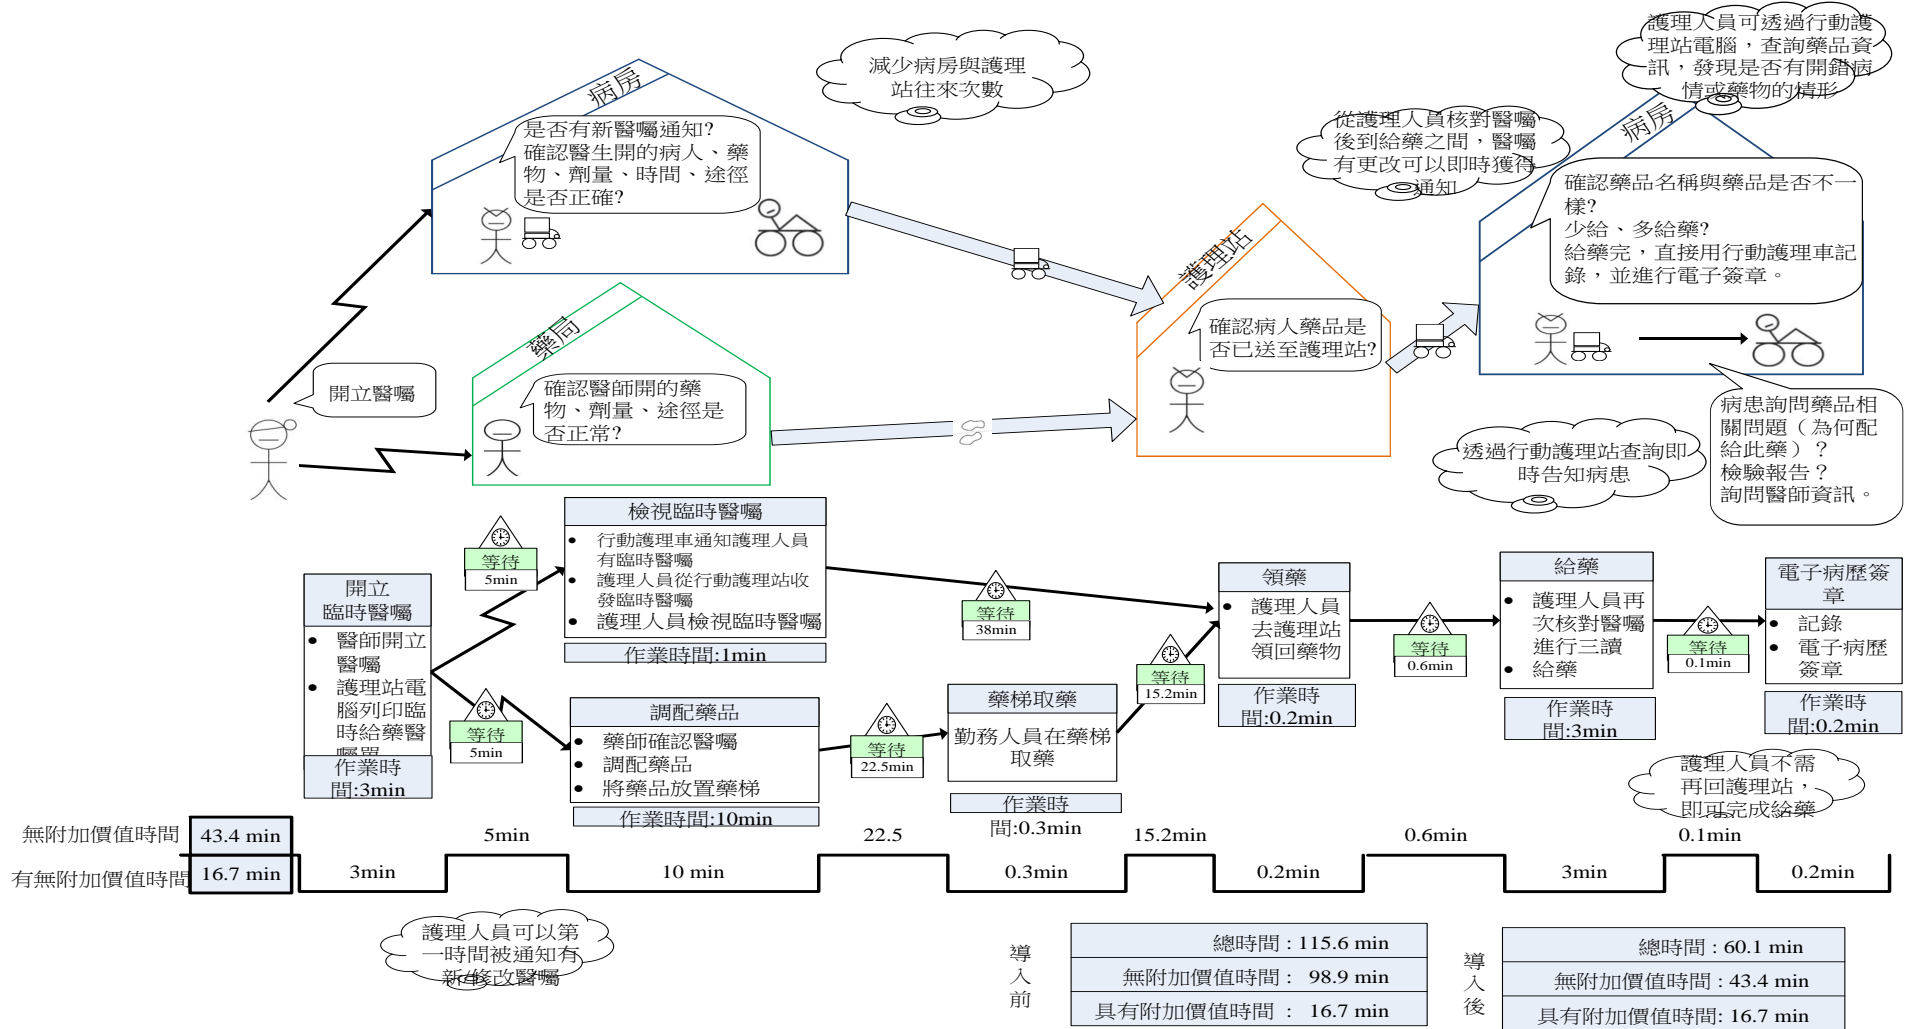 護理人員可透過行動護
理站電腦，查詢藥品資
訊，發現是否有開錯病
情或藥物的情形
減少病房與護理
站往來次數
從護理人員核對醫囑
後到給藥之間，醫囑
有更改可以即時獲得
通知
病房
是否有新醫囑通知?
確認醫生開的病人、藥
物、劑量、時間、途徑
是否正確?
病房
確認藥品名稱與藥品是否不一
樣?
少給、多給藥?
給藥完，直接用行動護理車記
錄，並進行電子簽章。
護理站
確認病人藥品是
否已送至護理站?
藥局
確認醫師開的藥
物、劑量、途徑是
否正常?
開立醫囑
病患詢問藥品相
關問題（為何配
給此藥）？
檢驗報告？
詢問醫師資訊。
透過行動護理站查詢即
時告知病患
開立
臨時醫囑
• 醫師開立
醫囑
• 護理站電
腦列印臨
時給藥醫
囑單
作業時
間:3min
等待
5min
等待
5min
檢視臨時醫囑
• 行動護理車通知護理人員
有臨時醫囑
• 護理人員從行動護理站收
發臨時醫囑
• 護理人員檢視臨時醫囑
作業時間:1min
調配藥品
• 藥師確認醫囑
• 調配藥品
• 將藥品放置藥梯
作業時間:10min
等待
38min
等待
22.5min
藥梯取藥
勤務人員在藥梯
取藥
作業時
間:0.3min
等待
15.2min
領藥
• 護理人員
去護理站
領回藥物
作業時
間:0.2min
等待
0.6min
給藥
• 護理人員再
次核對醫囑
進行三讀
• 給藥
作業時
間:3min
等待
0.1min
電子病歷簽
章
• 記錄
• 電子病歷
簽章
作業時
間:0.2min
護理人員不需
再回護理站，
即可完成給藥
無附加價值時間 43.4 min 5min 22.5 15.2min 0.6min 0.1min
有無附加價值時間 16.7 min 3min 10 min 0.3min 0.2min 3min 0.2min
護理人員可以第
一時間被通知有
新/修改醫囑
導入前
總時間 : 115.6 min
無附加價值時間 : 98.9 min
具有附加價值時間 : 16.7 min
導入後
總時間 : 60.1 min
無附加價值時間 : 43.4 min
具有附加價值時間: 16.7 min